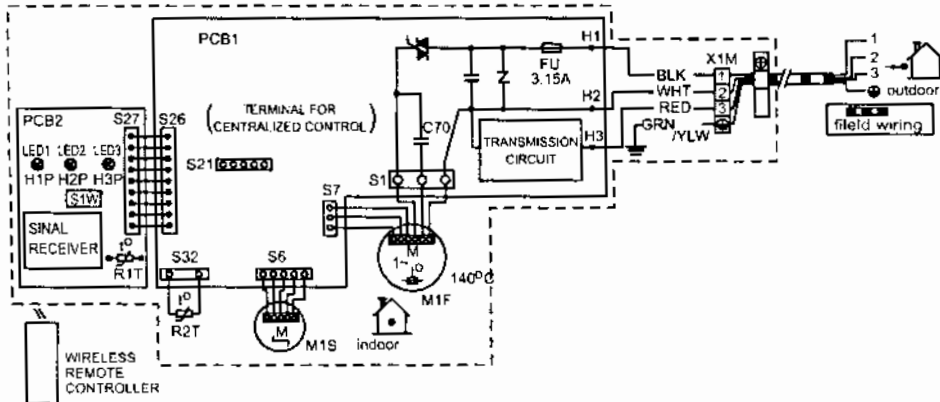 PCB1
H1
FU
3.15A
X1M
1
2
3
outdoor
BLK
1
WHT
2
RED
3
GRN
/YLW
fileld wiring
H2
H3
TERMINAL FOR
CENTRALIZED CONTROL
C70
TRANSMISSION
CIRCUIT
PCB2
S27
S26
LED1
LED2
LED3
H1P
H2P
H3P
S1W
S21
S1
S7
SINAL
RECEIVER
t°
R1T
S32
S6
M
1~
t°
140°C
M1F
t°
R2T
M
M1S
indoor
WIRELESS
REMOTE
CONTROLLER